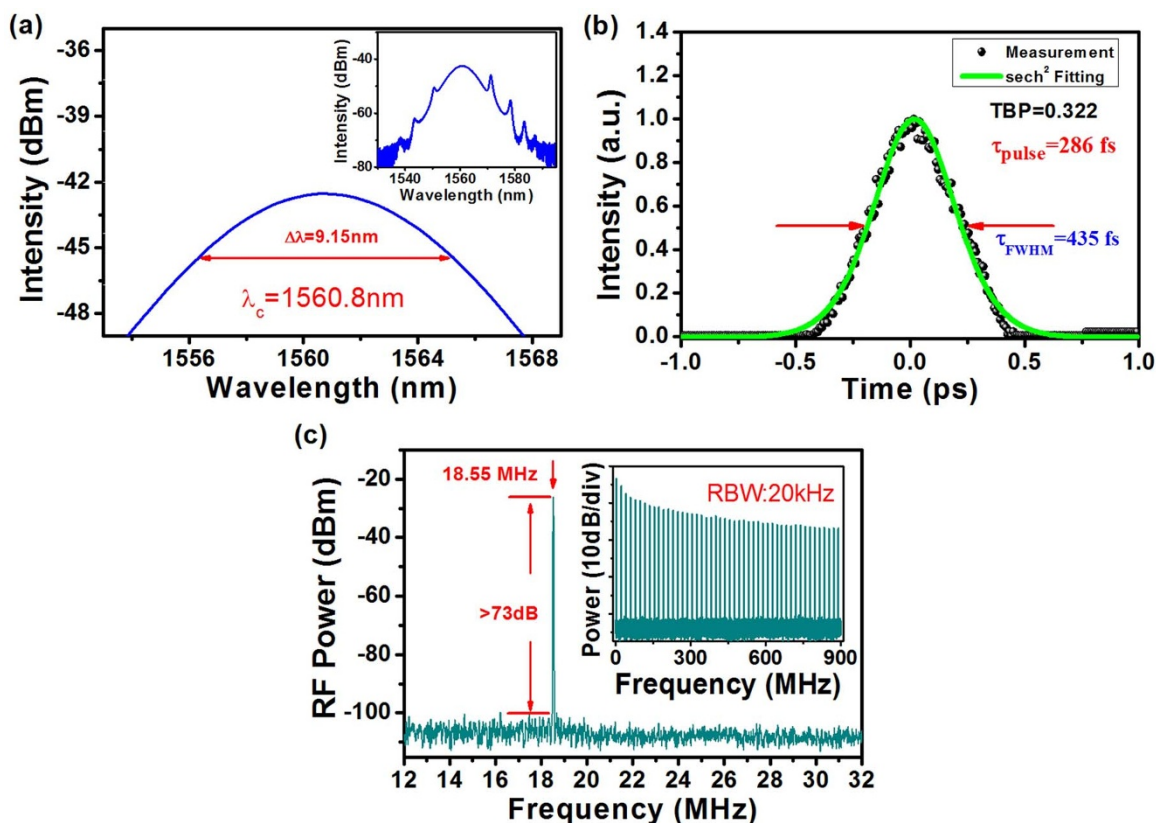 (a)
Intensity (dBm)
-36
-39
-42
-45
-48
1556
1560
1565
1568
Wavelength (nm)
Δλ=9.15nm
λc=1560.8nm
Intensity (dBm)
-40
-60
-80
1540
1560
1580
Wavelength (nm)
(b)
Intensity (a.u.)
1.4
1.2
1.0
0.8
0.6
0.4
0.2
0.0
-1.0
-0.5
0.0
0.5
1.0
Time (ps)
Measurement
sech² Fitting
TBP=0.322
τpulse=286 fs
τFWHM=435 fs
(c)
RF Power (dBm)
-20
-40
-60
-80
-100
12 14 16 18 20 22 24 26 28 30 32
Frequency (MHz)
18.55 MHz
>73dB
RBW:20kHz
Power (10dB/div)
0 300 600 900
Frequency (MHz)